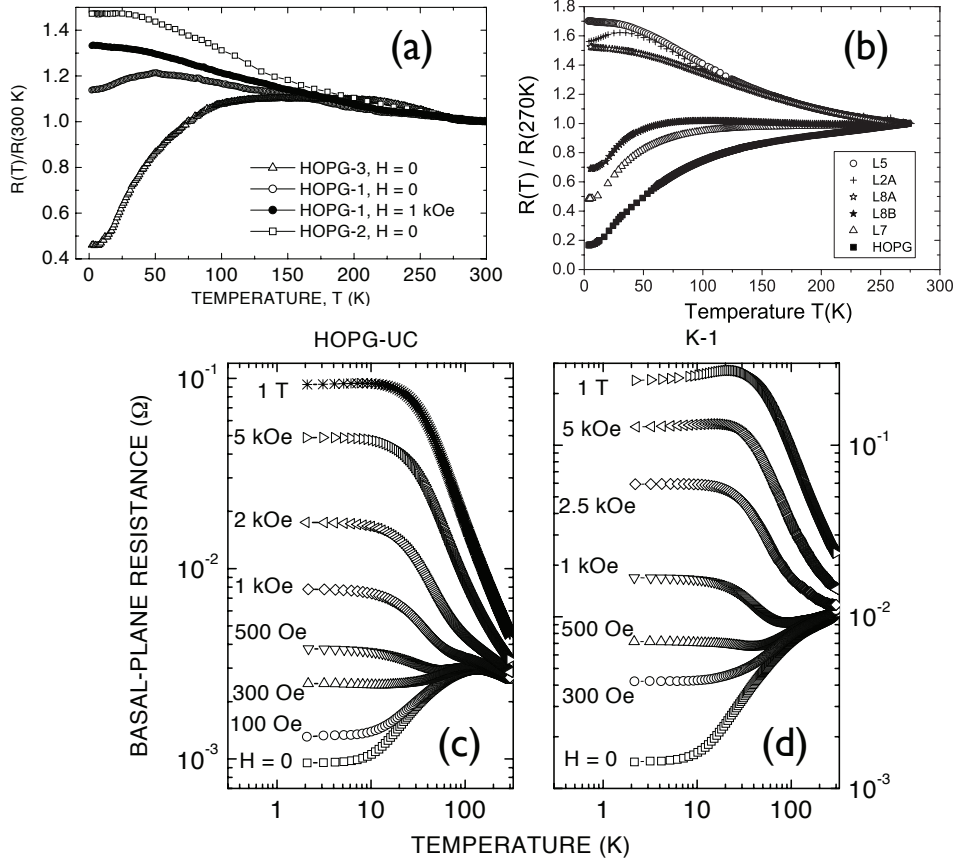 (a)
R(T)/R(300 K)
1.4
1.2
1.0
0.8
0.6
0.4
HOPG-3, H = 0
HOPG-1, H = 0
HOPG-1, H = 1 kOe
HOPG-2, H = 0
0 50 100 150 200 250 300
TEMPERATURE, T (K)
(b)
R(T) / R(270K)
1.8
1.6
1.4
1.2
1.0
0.8
0.6
0.4
0.2
0.0
L5
L2A
L8A
L8B
L7
HOPG
0 50 100 150 200 250 300
Temperature T(K)
HOPG-UC
BASAL-PLANE RESISTANCE (Ω)
10⁻¹
10⁻²
10⁻³
1 T
5 kOe
2 kOe
1 kOe
500 Oe
300 Oe
100 Oe
H = 0
(c)
1 10 100
K-1
1 T
5 kOe
2.5 kOe
1 kOe
500 Oe
300 Oe
H = 0
(d)
10⁻¹
10⁻²
10⁻³
1 10 100
TEMPERATURE (K)